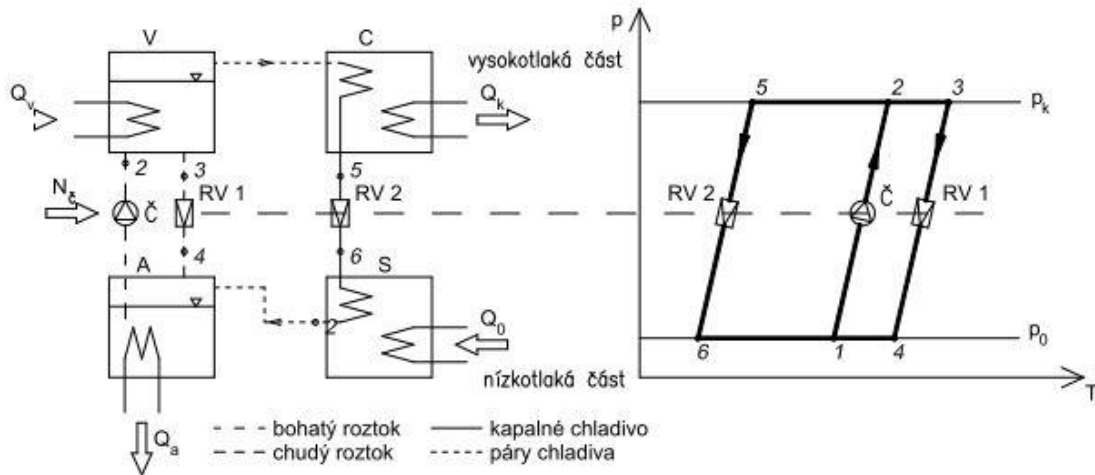 V
C
vysokotlaká část
Q_v
Q_k
2
3
5
N_ξ
Č
RV 1
RV 2
4
6
A
S
2
Q_0
nízkotlaká část
Q_a
bohatý roztok
kapalné chladivo
chudý roztok
páry chladiva
p
5
2
3
p_k
RV 2
Č
RV 1
6
1
4
p_0
T